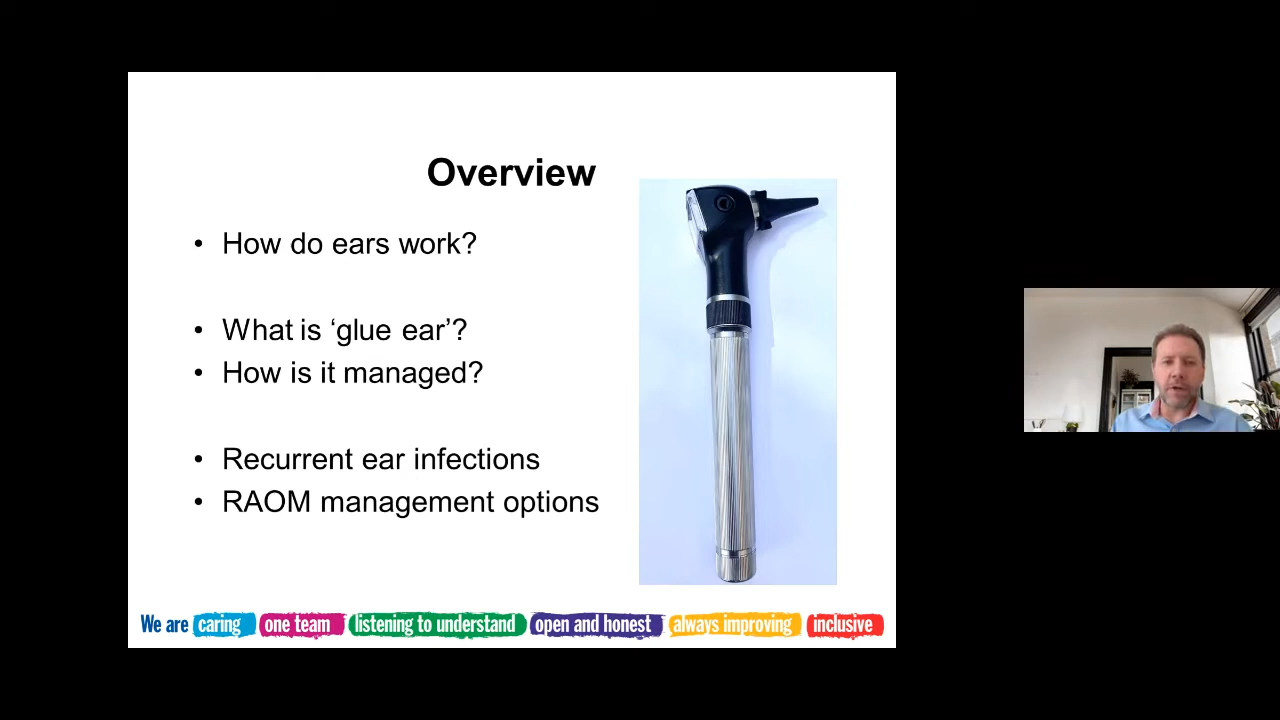 Overview
• How do ears work?
• What is ‘glue ear’?
• How is it managed?
• Recurrent ear infections
• RAOM management options
We are caring one team listening to understand open and honest always improving inclusive